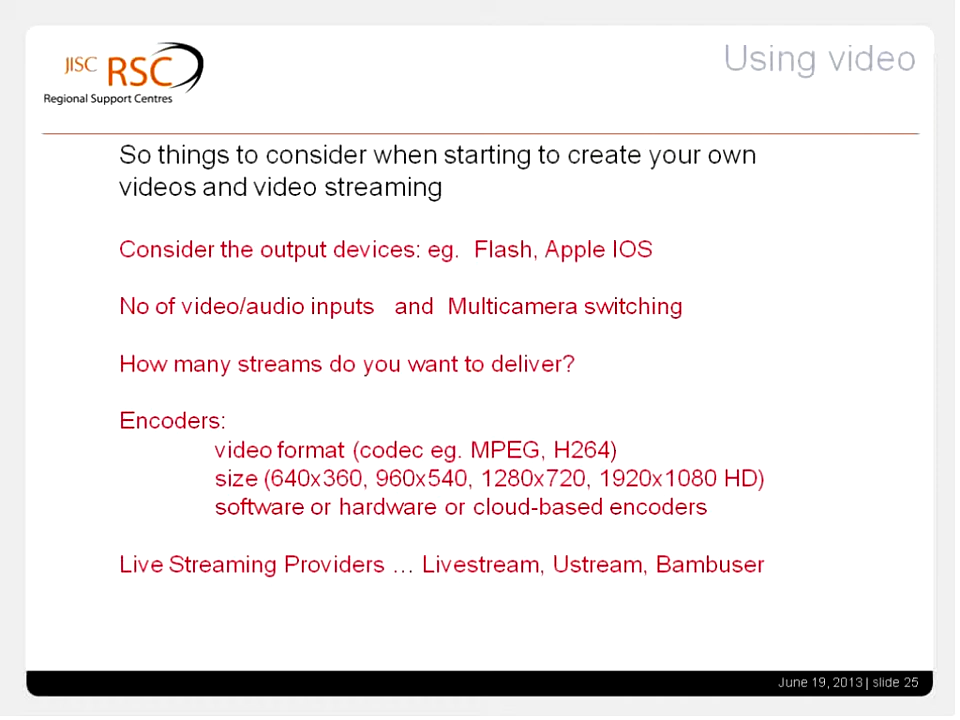 JISC RSC
Regional Support Centres
Using video
So things to consider when starting to create your own
videos and video streaming
Consider the output devices: eg. Flash, Apple IOS
No of video/audio inputs and Multicamera switching
How many streams do you want to deliver?
Encoders:
video format (codec eg. MPEG, H264)
size (640x360, 960x540, 1280x720, 1920x1080 HD)
software or hardware or cloud-based encoders
Live Streaming Providers … Livestream, Ustream, Bambuser
June 19, 2013 | slide 25